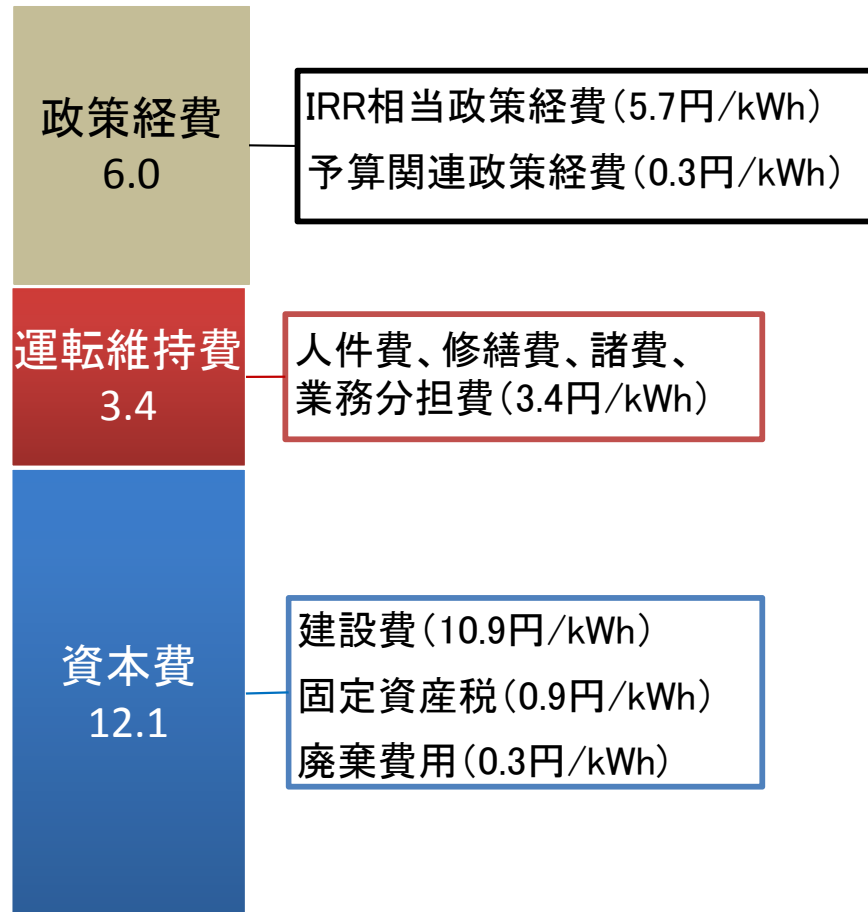 政策経費
6.0
IRR相当政策経費(5.7円/kWh)
予算関連政策経費(0.3円/kWh)
運転維持費
3.4
人件費、修繕費、諸費、
業務分担費(3.4円/kWh)
資本費
12.1
建設費(10.9円/kWh)
固定資産税(0.9円/kWh)
廃棄費用(0.3円/kWh)